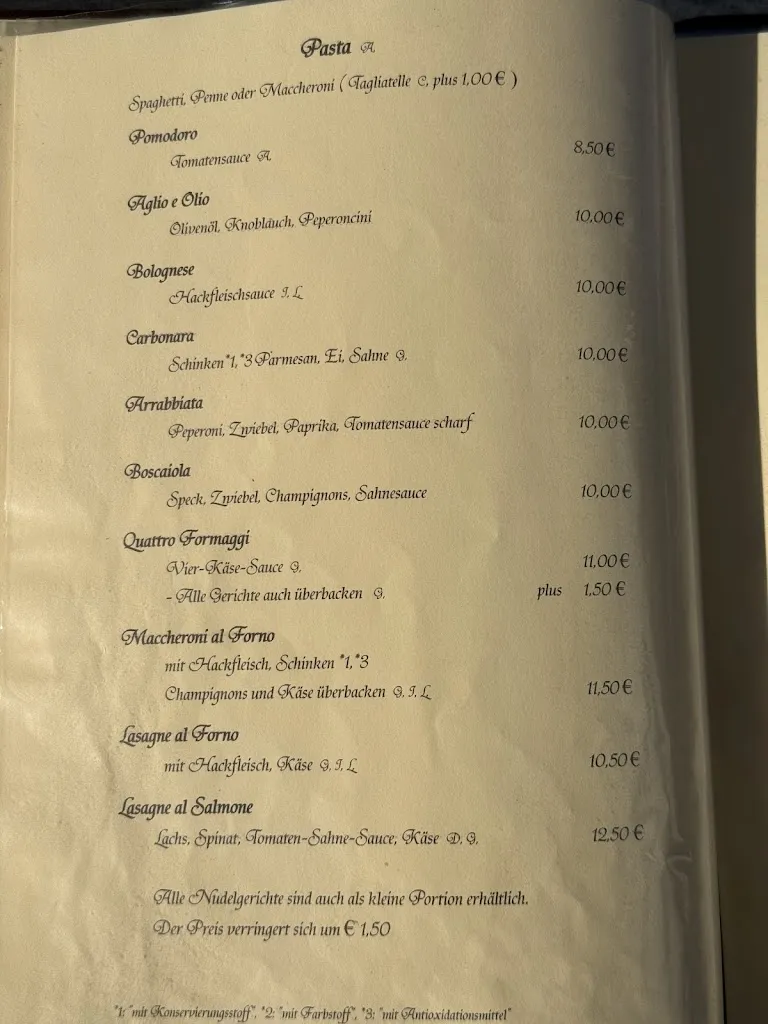 Pasta A
Spaghetti, Penne oder Maccheroni ( Tagliatelle C, plus 1,00 € )
Pomodoro
Tomatensauce A 8,50 €
Aglio e Olio
Olivenöl, Knobläuch, Peperoncini 10,00 €
Bolognese
Hackfleischsauce I, L 10,00 €
Carbonara
Schinken *1, *3 Parmesan, Ei, Sahne G, 10,00 €
Arrabbiata
Peperoni, Zwiebel, Paprika, Tomatensauce scharf 10,00 €
Boscaiola
Speck, Zwiebel, Champignons, Sahnesauce 10,00 €
Quattro Formaggi
Vier-Käse-Sauce G, 11,00 €
- Alle Gerichte auch überbacken G, plus 1,50 €
Maccheroni al Forno
mit Hackfleisch, Schinken *1, *3
Champignons und Käse überbacken G, I, L 11,50 €
Lasagne al Forno
mit Hackfleisch, Käse G, I, L 10,50 €
Lasagne al Salmone
Lachs, Spinat, Tomaten-Sahne-Sauce, Käse D, G, 12,50 €
Alle Nudelgerichte sind auch als kleine Portion erhältlich.
Der Preis verringert sich um € 1,50
*1: "mit Konservierungsstoff", *2: "mit Farbstoff", *3: "mit Antioxidationsmittel"